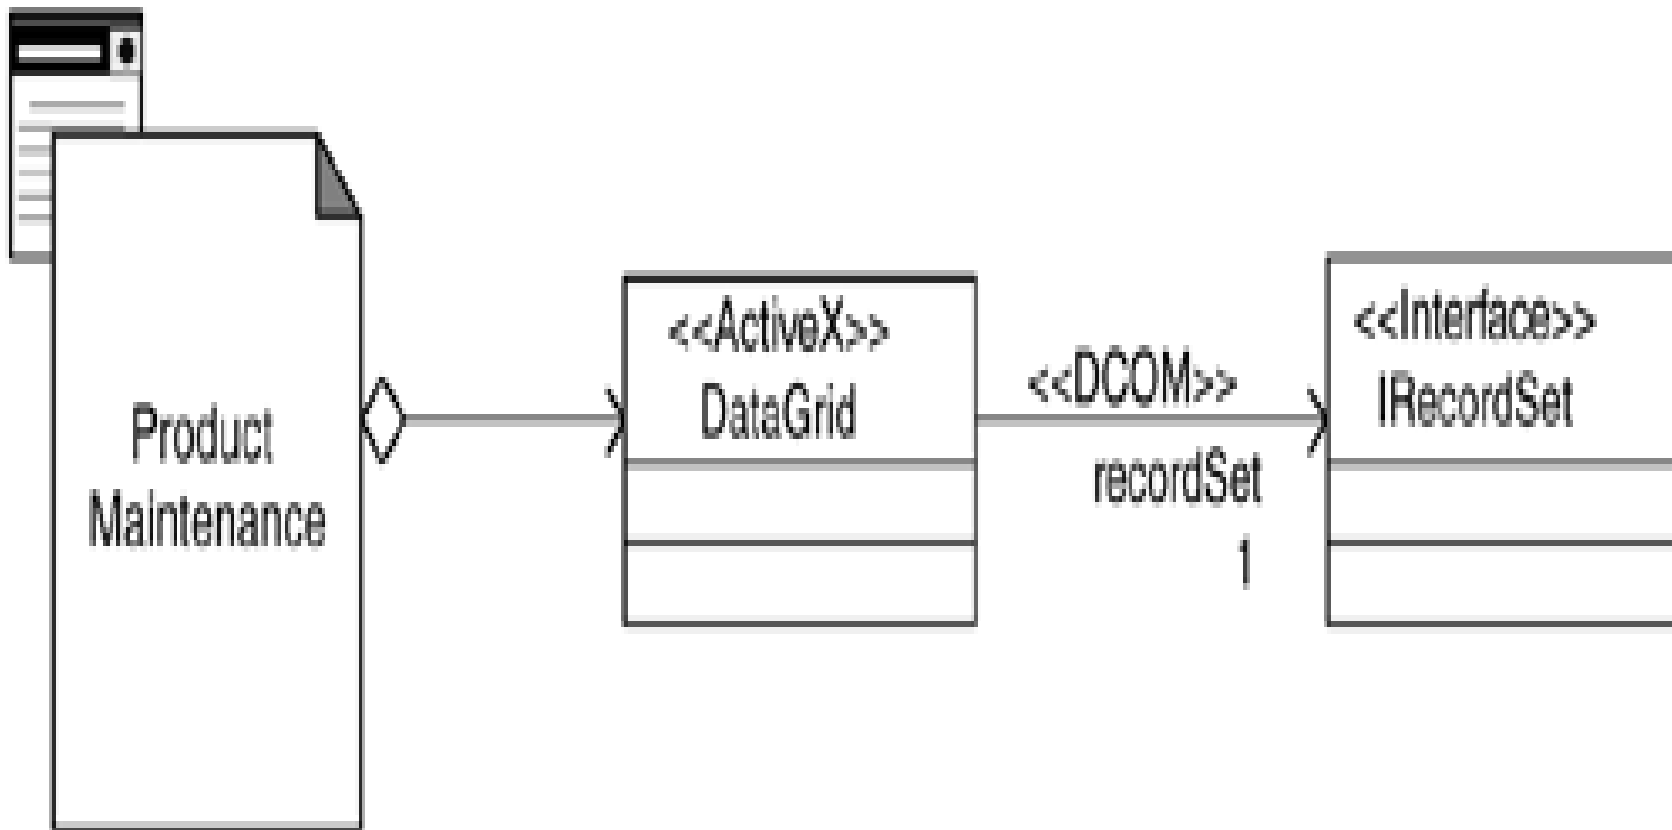 Product
Maintenance
<<ActiveX>>
DataGrid
<<DCOM>>
recordSet
1
<<Interface>>
IRecordSet